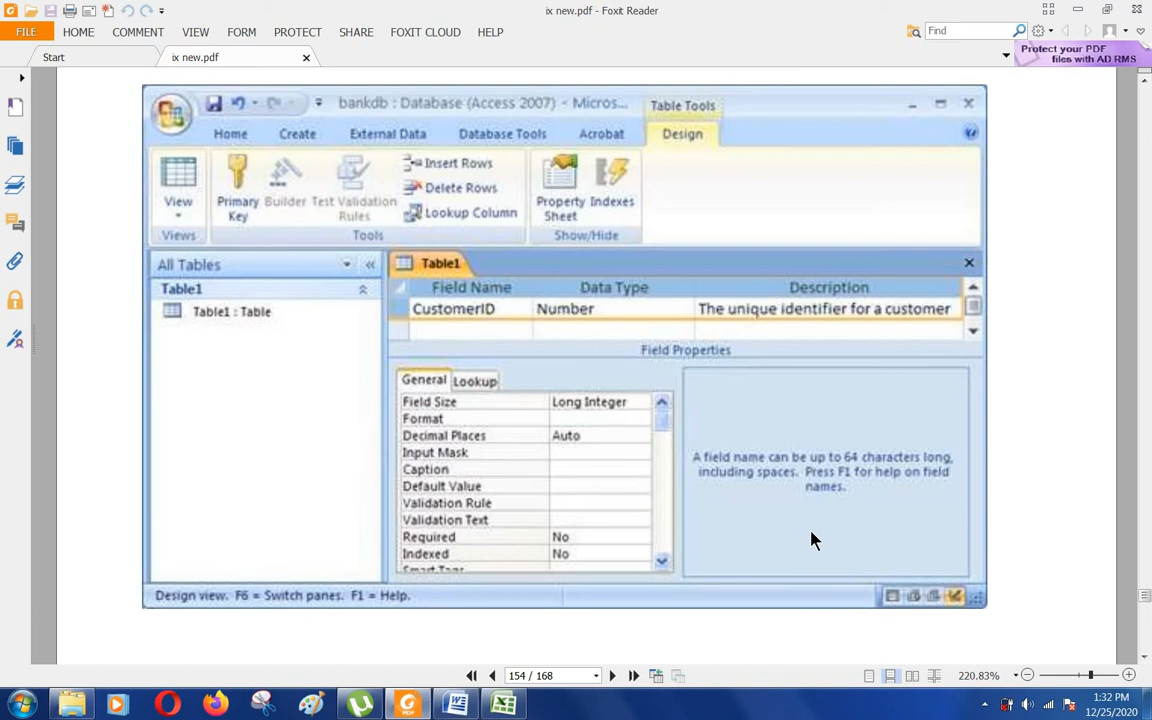 ix new.pdf - Foxit Reader
FILE HOME COMMENT VIEW FORM PROTECT SHARE FOXIT CLOUD HELP
Find
Start ix new.pdf
Protect your PDF
files with AD RMS
bankdb : Database (Access 2007) - Micros...
Table Tools
Home Create External Data Database Tools Acrobat Design
View
Primary
Key
Builder
Test Validation
Rules
Insert Rows
Delete Rows
Lookup Column
Property
Sheet
Indexes
Views Tools Show/Hide
All Tables
Table1
Table1 : Table
Table1
Field Name Data Type Description
CustomerID Number The unique identifier for a customer
Field Properties
General Lookup
Field Size Long Integer
Format
Decimal Places Auto
Input Mask
Caption
Default Value
Validation Rule
Validation Text
Required No
Indexed No
Smart Tags
A field name can be up to 64 characters long,
including spaces. Press F1 for help on field
names.
Design view. F6 = Switch panes. F1 = Help.
154 / 168
220.83%
1:32 PM
12/25/2020